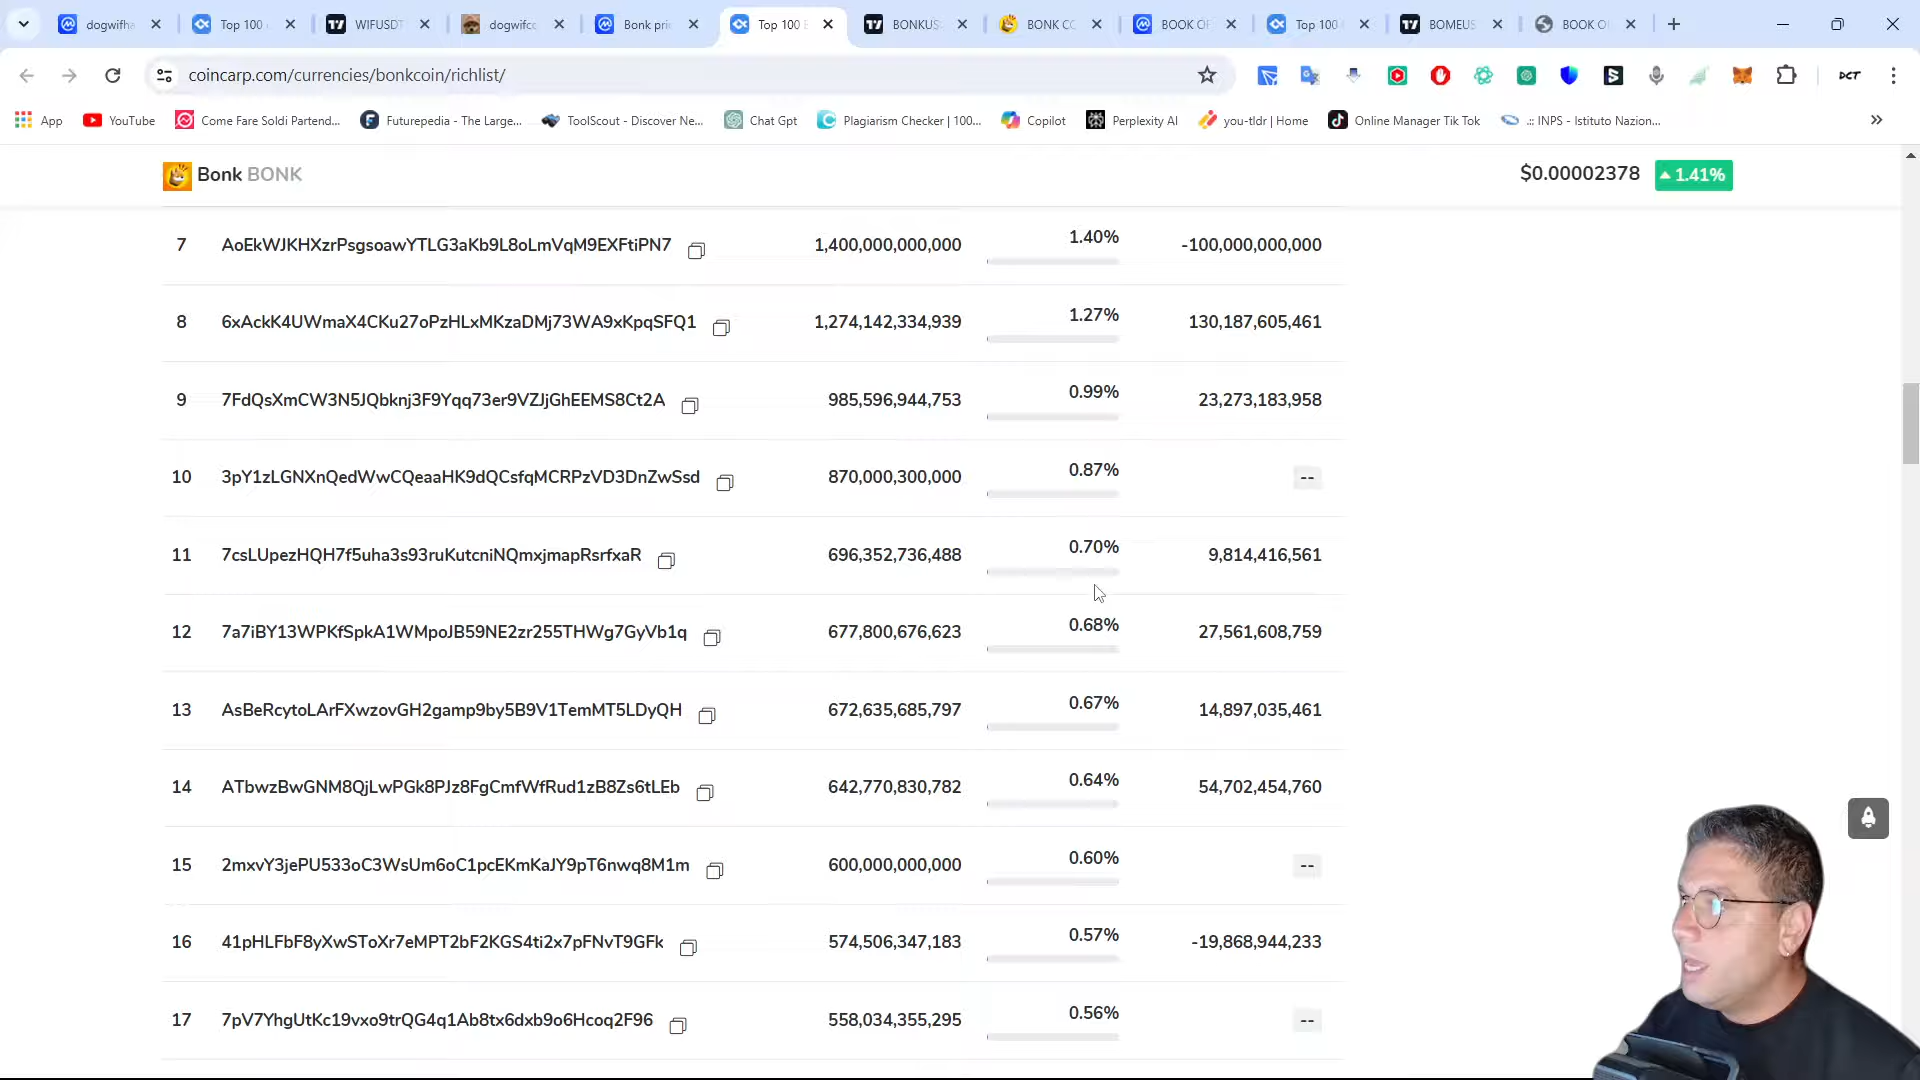 dogwifha
Top 100
WIFUSDT
dogwifco
Bonk pri
Top 100 B
BONKUS
BONK CO
BOOK OF
Top 100
BOMEUS
BOOK O
coincarp.com/currencies/bonkcoin/richlist/
DCT
App
YouTube
Come Fare Soldi Partend...
Futurepedia - The Large...
ToolScout - Discover Ne...
Chat Gpt
Plagiarism Checker | 100...
Copilot
Perplexity AI
you-tldr | Home
Online Manager Tik Tok
.:: INPS - Istituto Nazion...
Bonk BONK
$0.00002378 1.41%
7 AoEkWJKHXzrPsgsoawYTLG3aKb9L8oLmVqM9EXFtiPN7 1,400,000,000,000 1.40% -100,000,000,000
8 6xAckK4UWmaX4CKu27oPzHLxMKzaDMj73WA9xKpqSFQ1 1,274,142,334,939 1.27% 130,187,605,461
9 7FdQsXmCW3N5JQbknj3F9Yqq73er9VZJjGhEEMS8Ct2A 985,596,944,753 0.99% 23,273,183,958
10 3pY1zLGNXnQedWwCQeaaHK9dQCsfqMCRPzVD3DnZwSsd 870,000,300,000 0.87% --
11 7csLUpezHQH7f5uha3s93ruKutcniNQmxjmapRsrfxaR 696,352,736,488 0.70% 9,814,416,561
12 7a7iBY13WPKfSpkA1WMpoJB59NE2zr255THWg7GyVb1q 677,800,676,623 0.68% 27,561,608,759
13 AsBeRcytoLArFXwzovGH2gamp9by5B9V1TemMT5LDyQH 672,635,685,797 0.67% 14,897,035,461
14 ATbwzBwGNM8QjLwPGk8PJz8FgCmfWfRud1zB8Zs6tLEb 642,770,830,782 0.64% 54,702,454,760
15 2mxvY3jePU533oC3WsUm6oC1pcEKmKaJY9pT6nwq8M1m 600,000,000,000 0.60% --
16 41pHLFbF8yXwSToXr7eMPT2bF2KGS4ti2x7pFNvT9GFk 574,506,347,183 0.57% -19,868,944,233
17 7pV7YhgUtKc19vxo9trQG4q1Ab8tx6dxb9o6Hcoq2F96 558,034,355,295 0.56% --